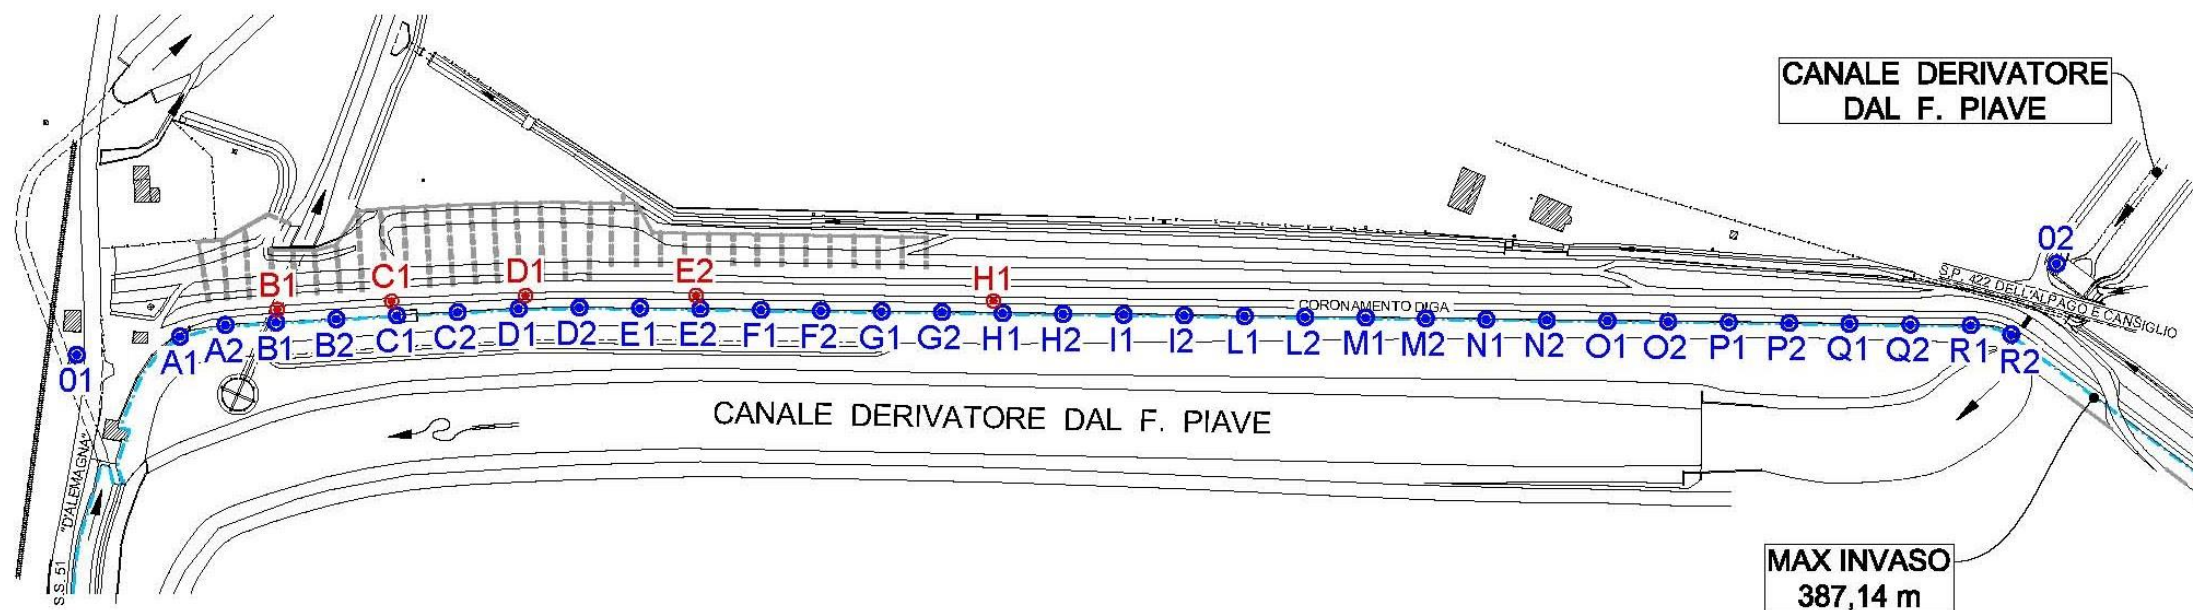 CANALE DERIVATORE
DAL F. PIAVE
02
S.P. 422 DELL'ALPAGO E CANSIGLIO
B1
C1
D1
E2
H1
CORONAMENTO DIGA
01
A1
A2
B1
B2
C1
C2
D1
D2
E1
E2
F1
F2
G1
G2
H1
H2
I1
I2
L1
L2
M1
M2
N1
N2
O1
O2
P1
P2
Q1
Q2
R1
R2
CANALE DERIVATORE DAL F. PIAVE
S.S. 51
"D'ALEMAGNA"
MAX INVASO
387,14 m